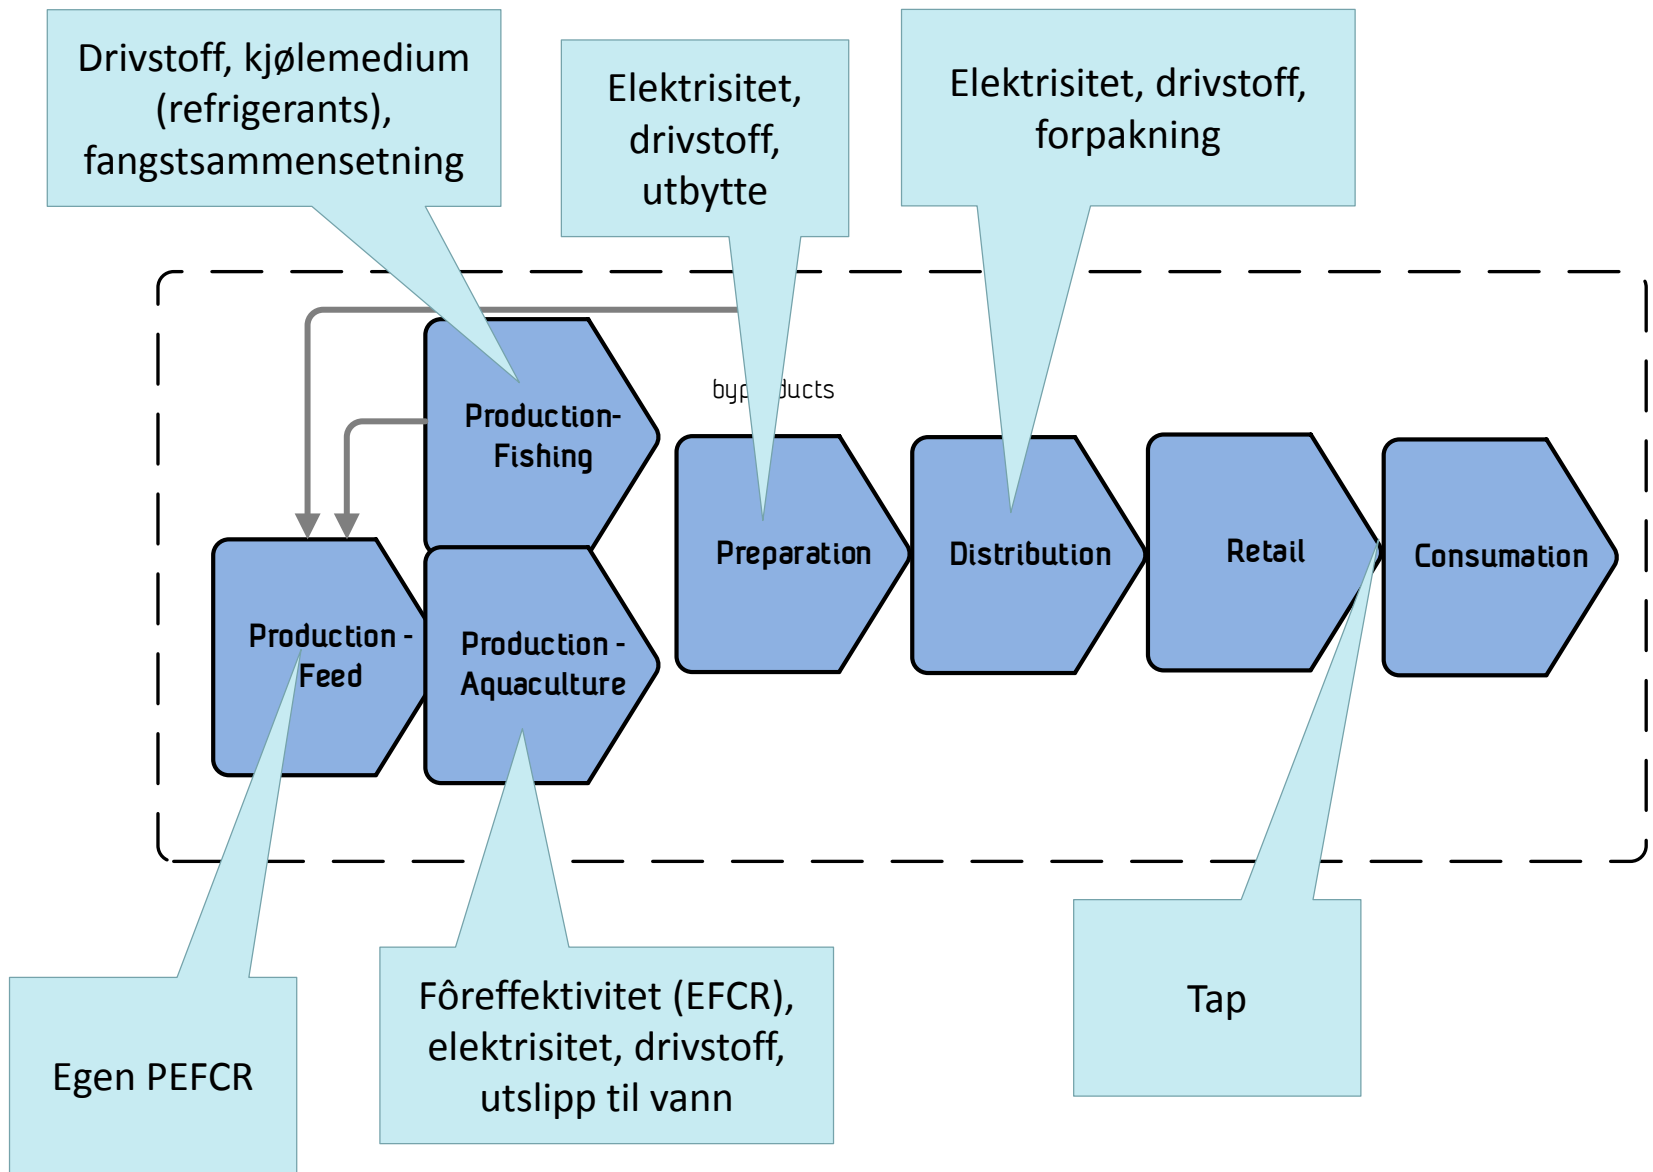 Drivstoff, kjølemedium
(refrigerants),
fangstsammensetning
Elektrisitet,
drivstoff,
utbytte
Elektrisitet, drivstoff,
forpakning
Production-
Fishing
Preparation
Distribution
Retail
Consumation
Production -
Feed
Production -
Aquaculture
Egen PEFCR
Fôreffektivitet (EFCR),
elektrisitet, drivstoff,
utslipp til vann
Tap